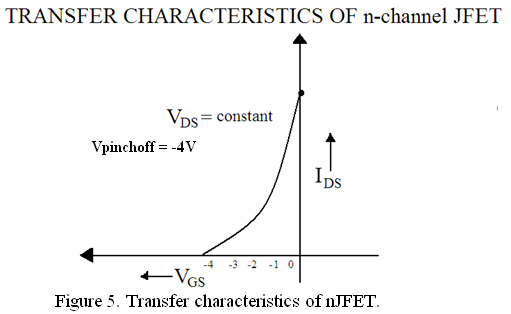 TRANSFER CHARACTERISTICS OF n-channel JFET
VDS = constant
Vpinchoff = -4V
IDS
-4 -3 -2 -1 0
VGS
Figure 5. Transfer characteristics of nJFET.